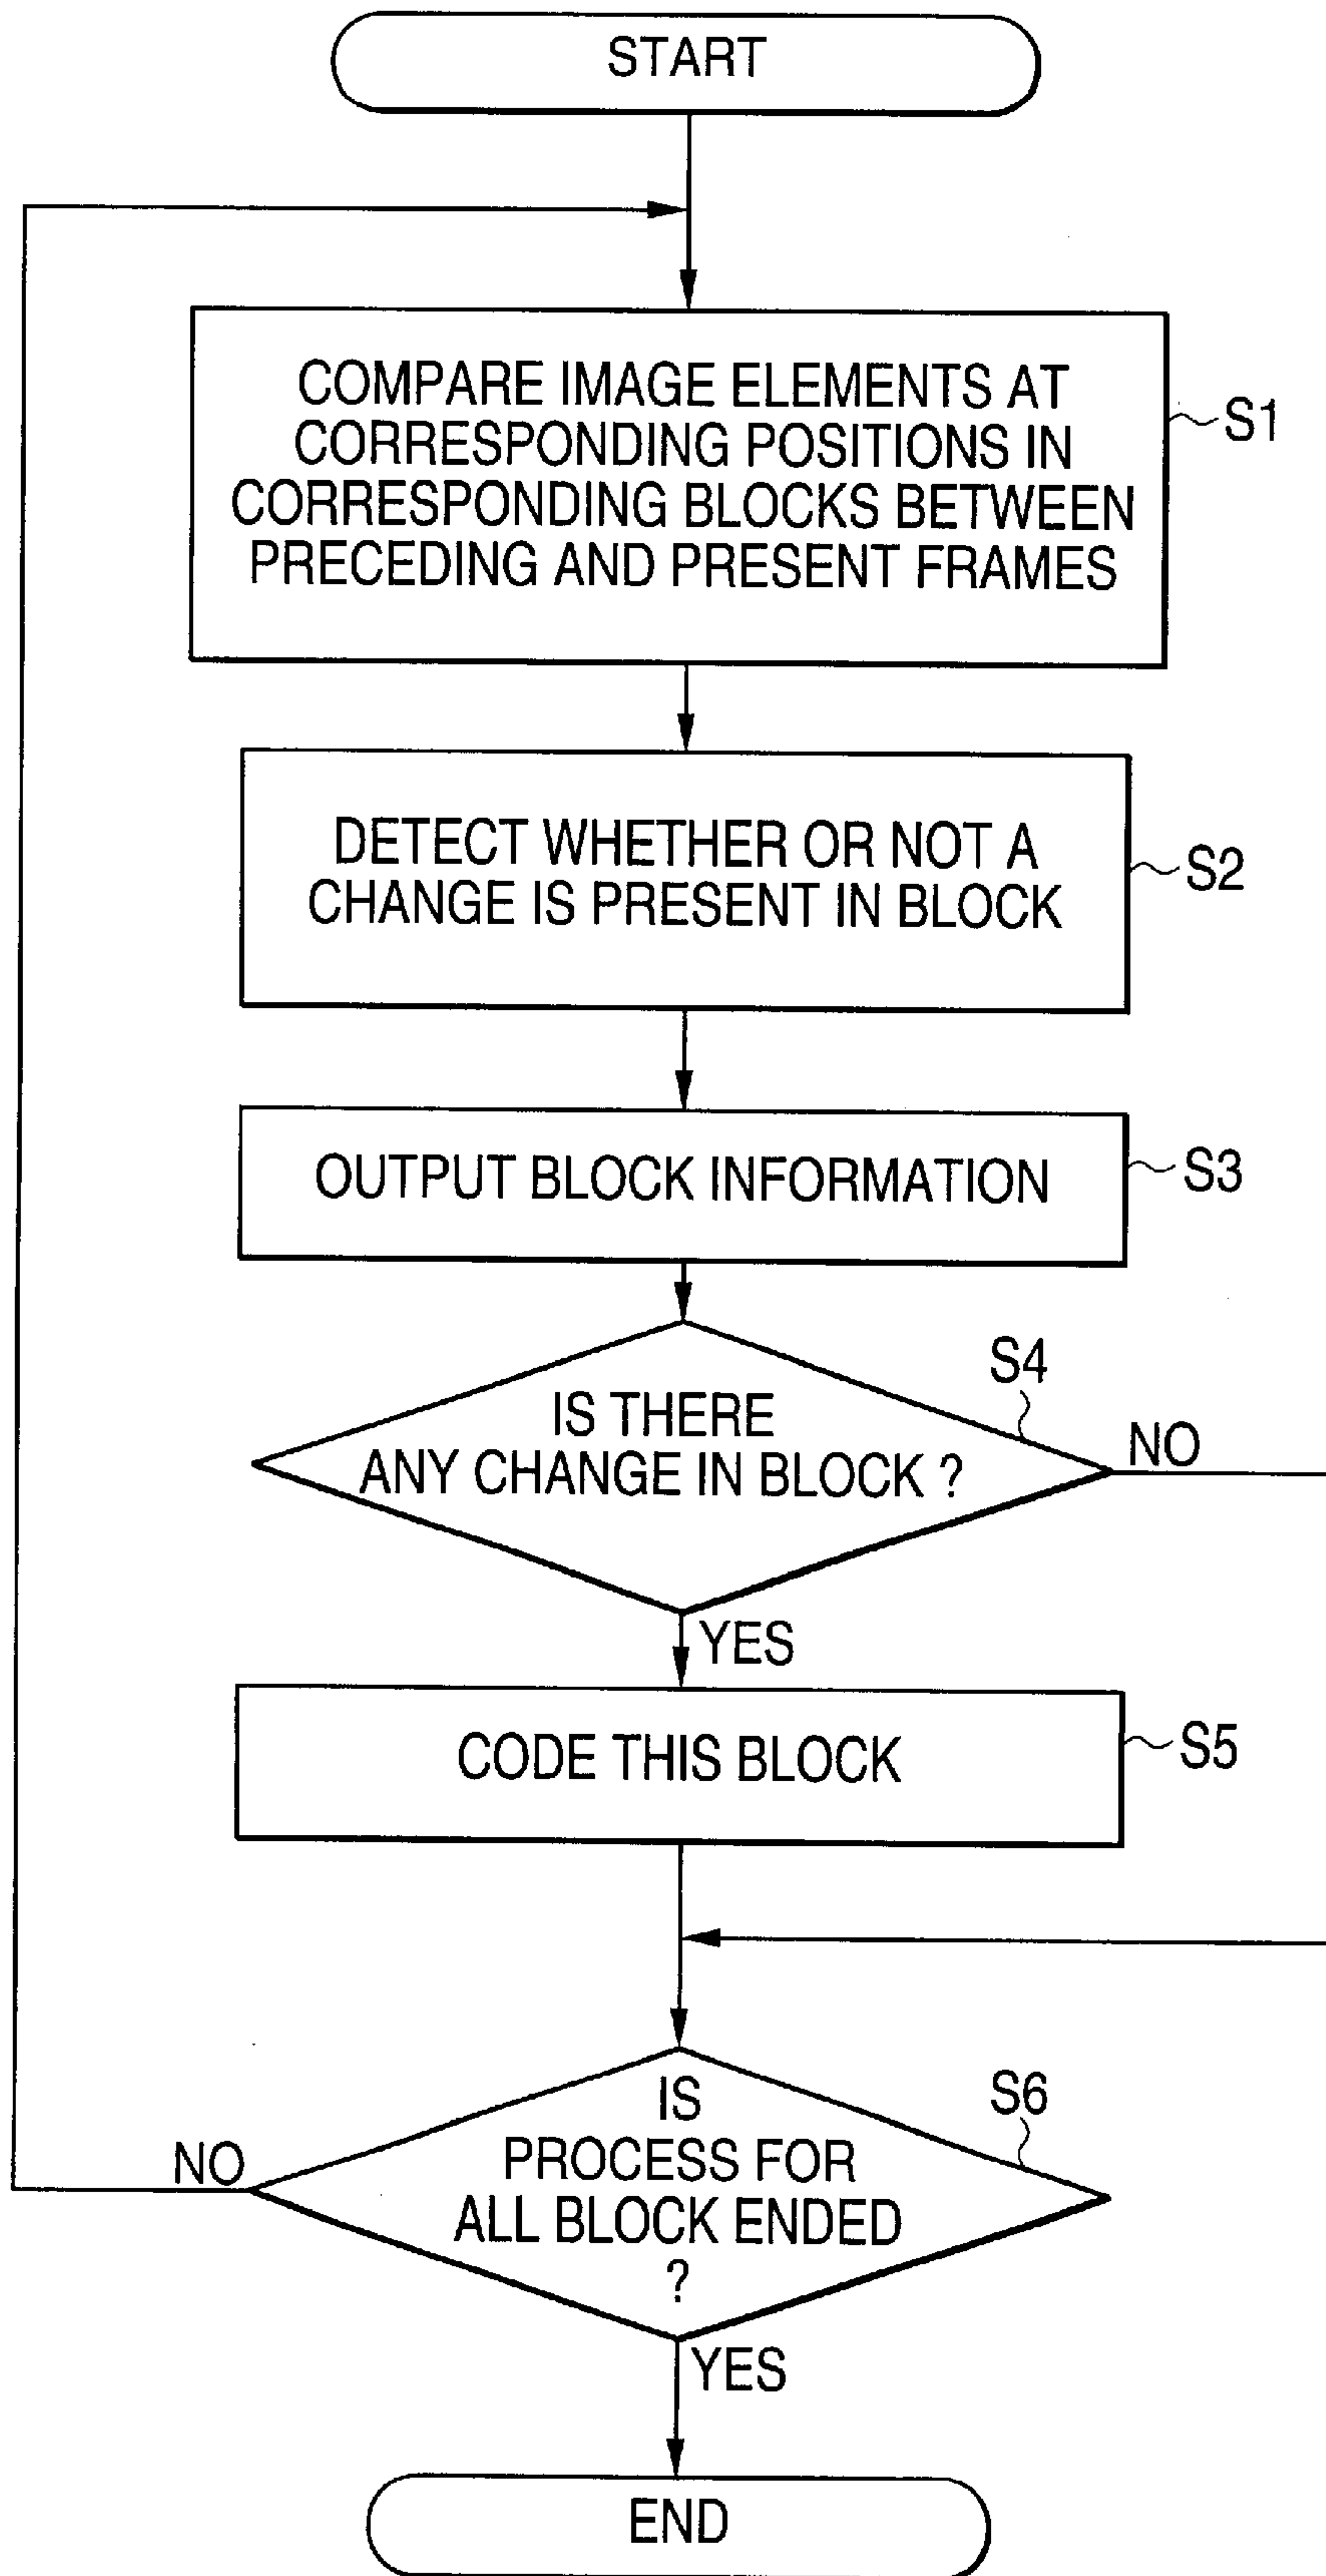 START
COMPARE IMAGE ELEMENTS AT
CORRESPONDING POSITIONS IN
CORRESPONDING BLOCKS BETWEEN
PRECEDING AND PRESENT FRAMES
S1
DETECT WHETHER OR NOT A
CHANGE IS PRESENT IN BLOCK
S2
OUTPUT BLOCK INFORMATION
S3
S4
IS THERE
ANY CHANGE IN BLOCK ?
NO
YES
CODE THIS BLOCK
S5
S6
IS
PROCESS FOR
ALL BLOCK ENDED
?
NO
YES
END